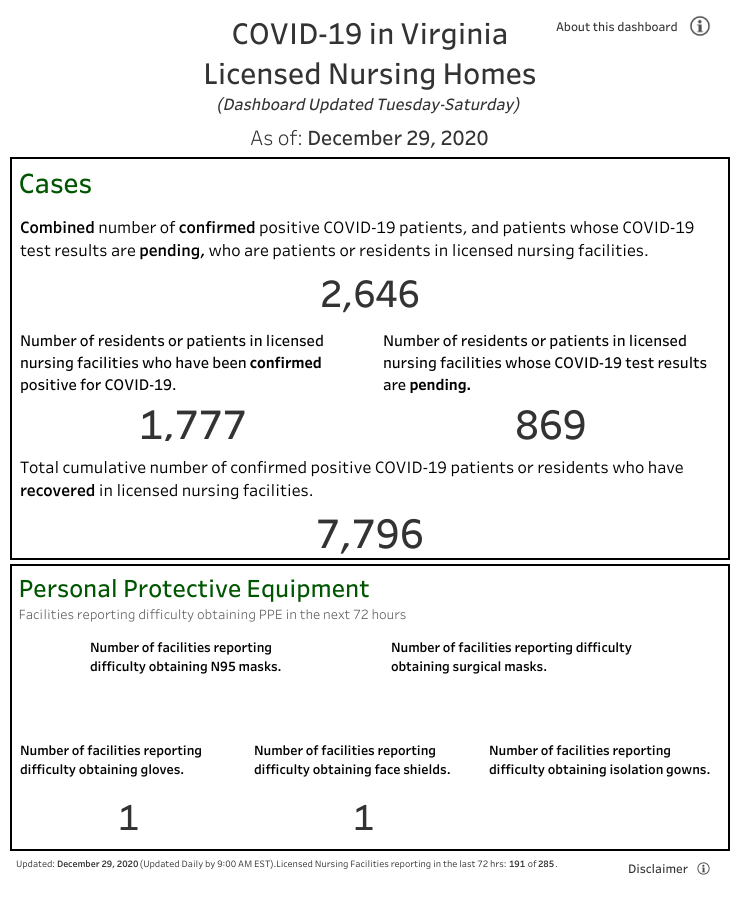 COVID-19 in Virginia
About this dashboard
Licensed Nursing Homes
(Dashboard Updated Tuesday-Saturday)
As of: December 29, 2020
Cases
Combined number of confirmed positive COVID-19 patients, and patients whose COVID-19
test results are pending, who are patients or residents in licensed nursing facilities.
2,646
Number of residents or patients in licensed
nursing facilities who have been confirmed
positive for COVID-19.
1,777
Number of residents or patients in licensed
nursing facilities whose COVID-19 test results
are pending.
869
Total cumulative number of confirmed positive COVID-19 patients or residents who have
recovered in licensed nursing facilities.
7,796
Personal Protective Equipment
Facilities reporting difficulty obtaining PPE in the next 72 hours
Number of facilities reporting
difficulty obtaining N95 masks.
Number of facilities reporting difficulty
obtaining surgical masks.
Number of facilities reporting
difficulty obtaining gloves.
1
Number of facilities reporting
difficulty obtaining face shields.
1
Number of facilities reporting
difficulty obtaining isolation gowns.
Updated: December 29, 2020 (Updated Daily by 9:00 AM EST).Licensed Nursing Facilities reporting in the last 72 hrs: 191 of 285.
Disclaimer